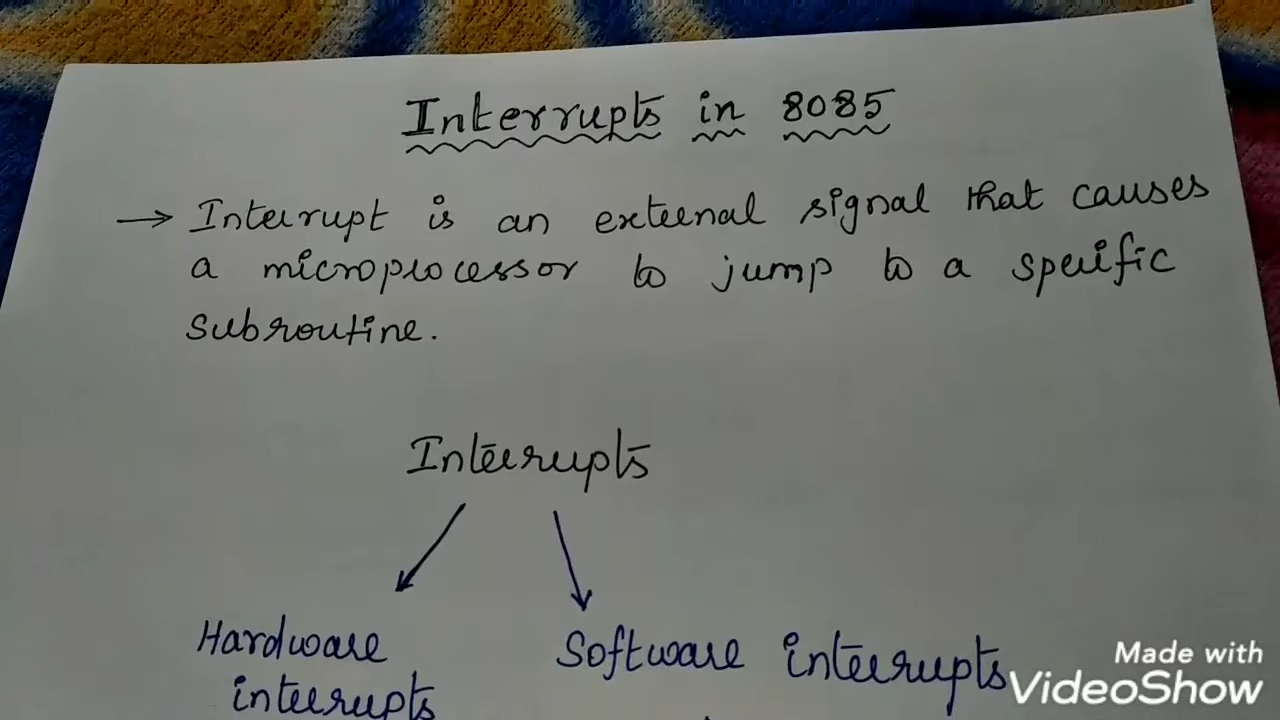 Interrupts in 8085
→ Interrupt is an external signal that causes
a microprocessor to jump to a specific
subroutine.
Interrupts
Hardware
interrupts
Software interrupts
Made with
VideoShow